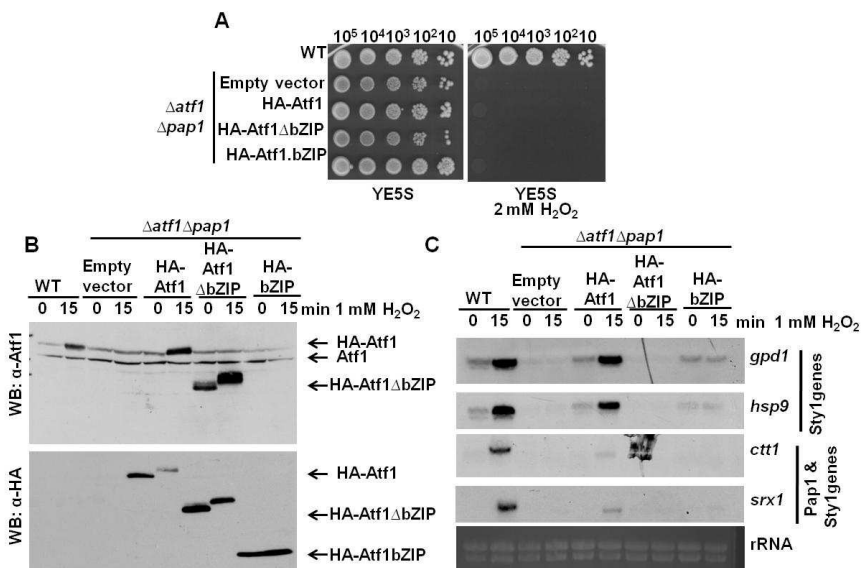 A
10⁵ 10⁴ 10³ 10² 10
10⁵ 10⁴ 10³ 10² 10
WT
Δatf1
Δpap1
Empty vector
HA-Atf1
HA-Atf1ΔbZIP
HA-Atf1.bZIP
YE5S
YE5S
2 mM H₂O₂
B
Δatf1Δpap1
WT
Empty
vector
HA-
Atf1
HA-
Atf1
ΔbZIP
HA-
bZIP
0 15 0 15 0 15 0 15 0 15 min 1 mM H₂O₂
WB: α-Atf1
HA-Atf1
Atf1
HA-Atf1ΔbZIP
WB: α-HA
HA-Atf1
HA-Atf1ΔbZIP
HA-Atf1bZIP
C
Δatf1Δpap1
WT
Empty
vector
HA-
Atf1
HA-
Atf1
ΔbZIP
HA-
bZIP
0 15 0 15 0 15 0 15 0 15 min 1 mM H₂O₂
gpd1
hsp9
Sty1genes
ctt1
srx1
Pap1 &
Sty1genes
rRNA